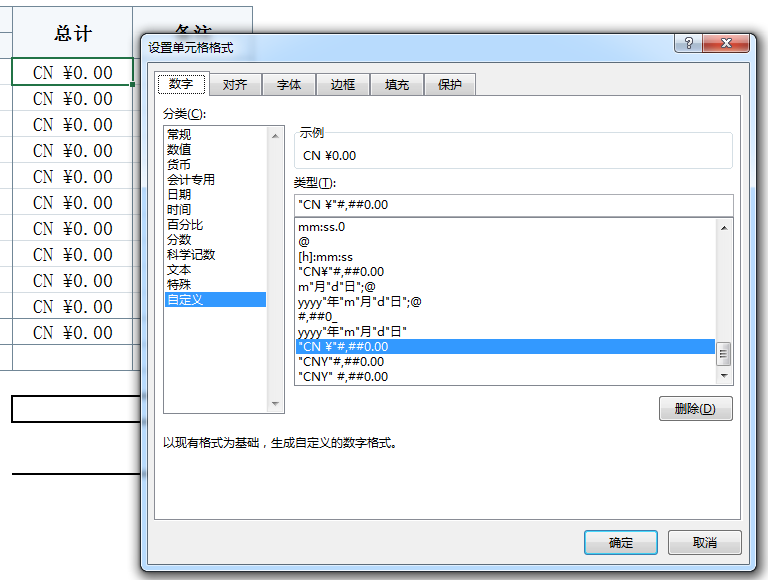 总计
备注
CN ¥0.00
CN ¥0.00
CN ¥0.00
CN ¥0.00
CN ¥0.00
CN ¥0.00
CN ¥0.00
CN ¥0.00
CN ¥0.00
CN ¥0.00
CN ¥0.00
设置单元格格式
数字
对齐
字体
边框
填充
保护
分类(C):
常规
数值
货币
会计专用
日期
时间
百分比
分数
科学记数
文本
特殊
自定义
示例
CN ¥0.00
类型(T):
"CN ¥"#,##0.00
mm:ss.0
@
[h]:mm:ss
"CN¥"#,##0.00
m"月"d"日";@
yyyy"年"m"月"d"日";@
#,##0_
yyyy"年"m"月"d"日"
"CN ¥"#,##0.00
"CNY"#,##0.00
"CNY" #,##0.00
删除(D)
以现有格式为基础，生成自定义的数字格式。
确定
取消